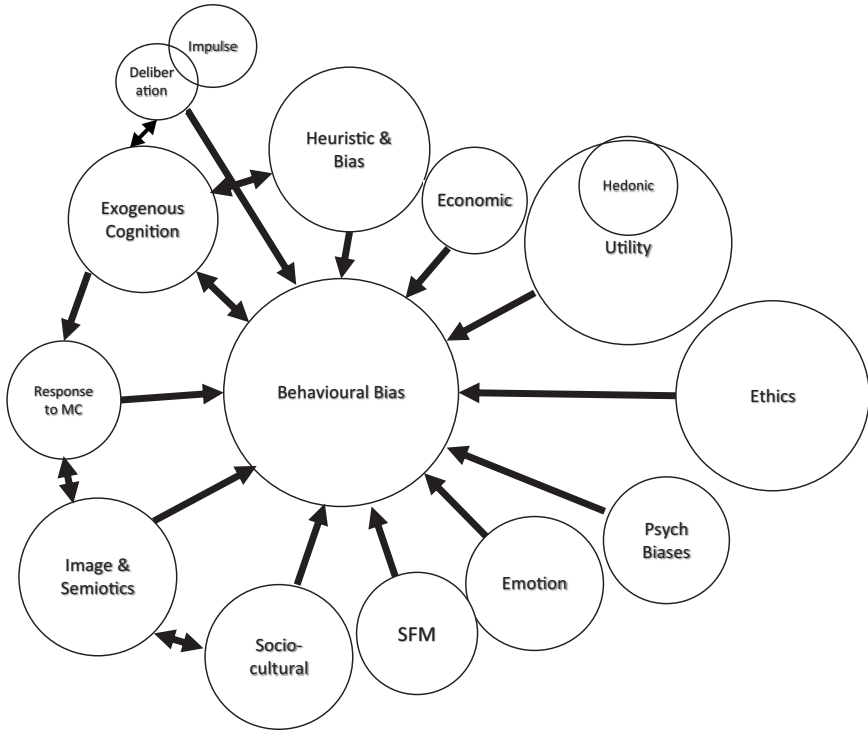 Impulse
Deliber
ation
Heuristic &
Bias
Hedonic
Utility
Economic
Exogenous
Cognition
Response
to MC
Behavioural Bias
Ethics
Image &
Semiotics
Psych
Biases
Emotion
SFM
Socio-
cultural